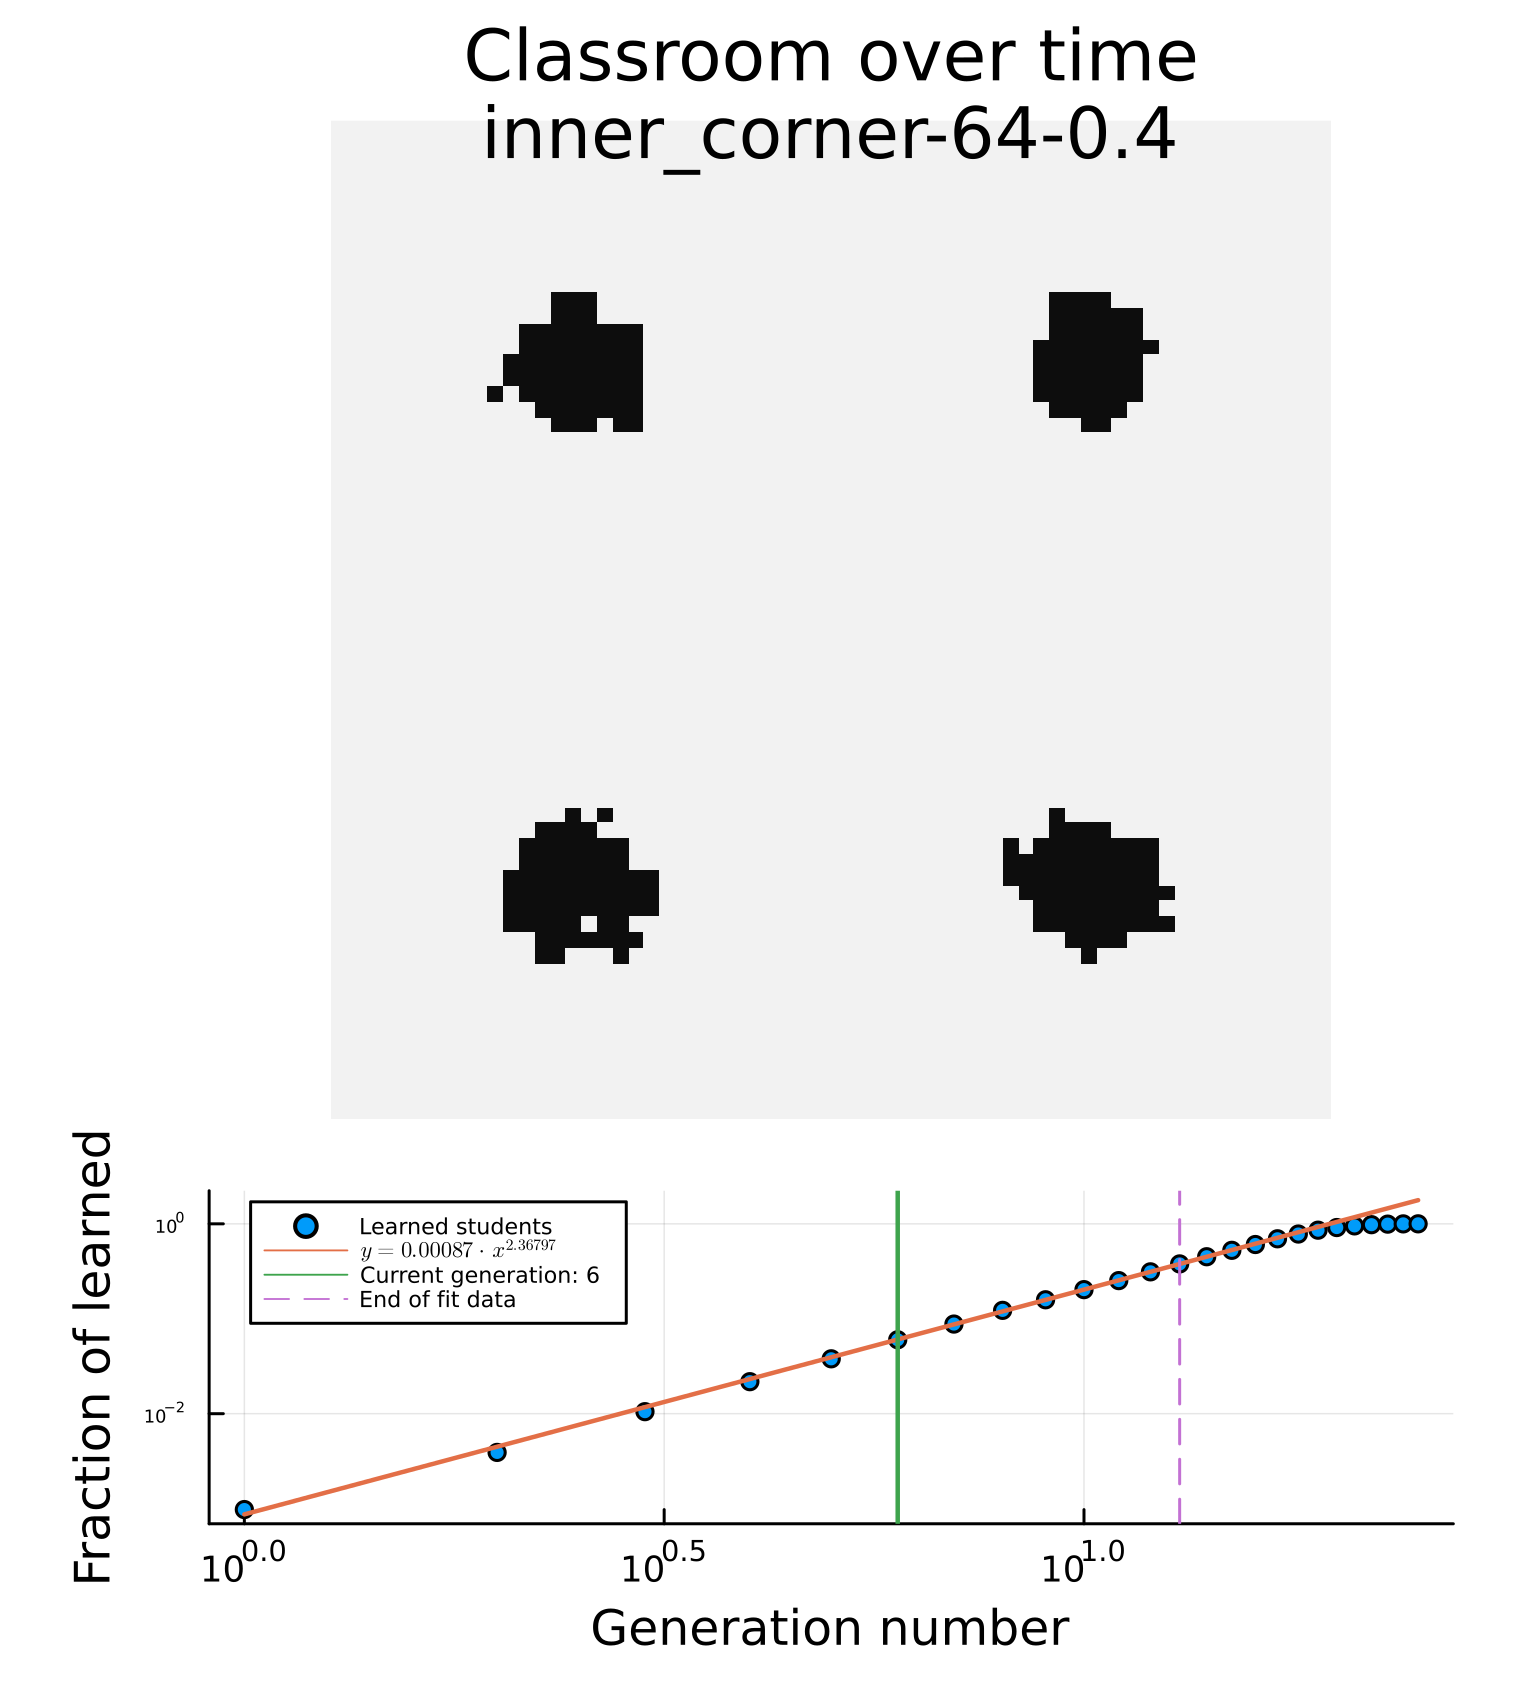 Classroom over time
inner_corner-64-0.4
Fraction of learned
10^0
10^−2
Learned students
y = 0.00087 · x^2.36797
Current generation: 6
End of fit data
10^0.0
10^0.5
10^1.0
Generation number